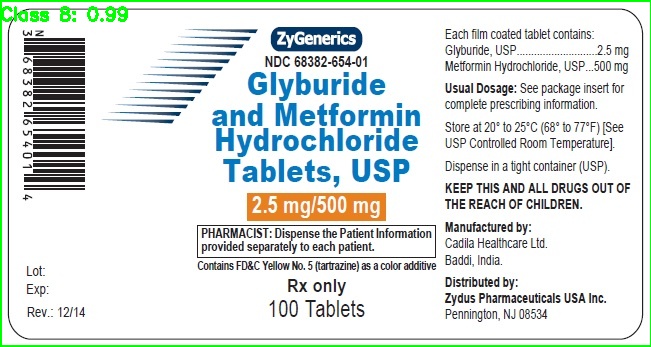 Class 8: 0.99
N
3 68382 65401 4
ZyGenerics
NDC 68382-654-01
Glyburide
and Metformin
Hydrochloride
Tablets, USP
2.5 mg/500 mg
PHARMACIST: Dispense the Patient Information
provided separately to each patient.
Contains FD&C Yellow No. 5 (tartrazine) as a color additive
Rx only
100 Tablets
Lot:
Exp:
Rev.: 12/14
Each film coated tablet contains:
Glyburide, USP............................2.5 mg
Metformin Hydrochloride, USP...500 mg
Usual Dosage: See package insert for
complete prescribing information.
Store at 20° to 25°C (68° to 77°F) [See
USP Controlled Room Temperature].
Dispense in a tight container (USP).
KEEP THIS AND ALL DRUGS OUT OF
THE REACH OF CHILDREN.
Manufactured by:
Cadila Healthcare Ltd.
Baddi, India.
Distributed by:
Zydus Pharmaceuticals USA Inc.
Pennington, NJ 08534